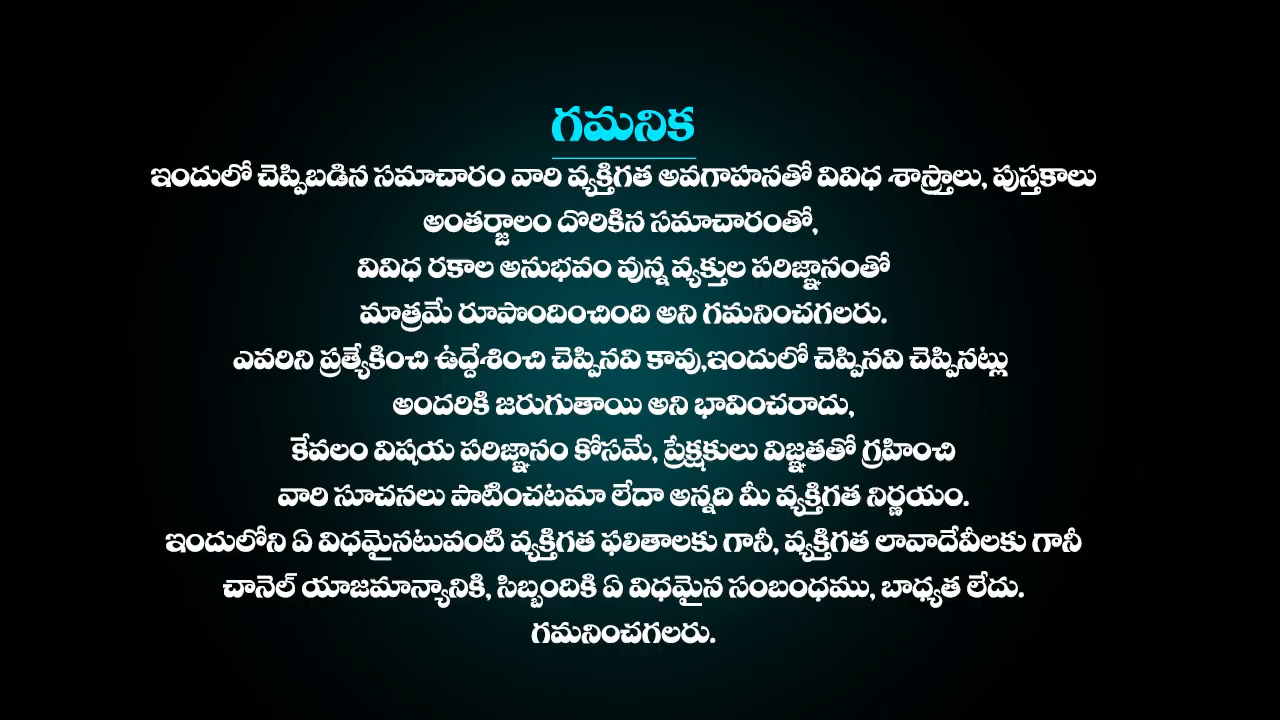 గమనిక
ఇందులో చెప్పిబడిన సమాచారం వారి వ్యక్తిగత అవగాహనతో వివిధ శాస్త్రాలు, పుస్తకాలు
అంతర్జాలం దొరికిన సమాచారంతో,
వివిధ రకాల అనుభవం వున్న వ్యక్తుల పరిజ్ఞానంతో
మాత్రమే రూపొందించింది అని గమనించగలరు.
ఎవరిని ప్రత్యేకించి ఉద్దేశించి చెప్పినవి కావు,ఇందులో చెప్పినవి చెప్పినట్లు
అందరికి జరుగుతాయి అని భావించరాదు,
కేవలం విషయ పరిజ్ఞానం కోసమే, ప్రేక్షకులు విజ్ఞతతో గ్రహించి
వారి సూచనలు పాటించటమా లేదా అన్నది మీ వ్యక్తిగత నిర్ణయం.
ఇందులోని ఏ విధమైనటువంటి వ్యక్తిగత ఫలితాలకు గానీ, వ్యక్తిగత లావాదేవీలకు గానీ
చానెల్ యాజమాన్యానికి, సిబ్బందికి ఏ విధమైన సంబంధము, బాధ్యత లేదు.
గమనించగలరు.